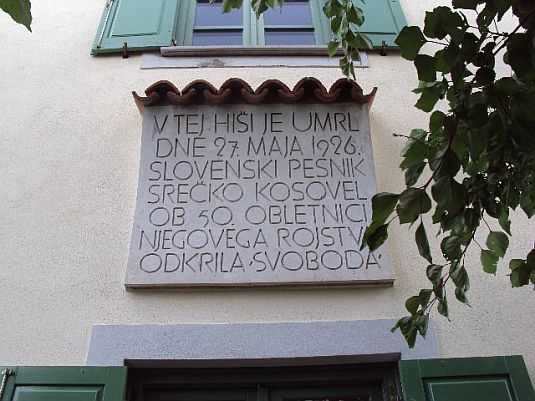 V TEJ HIŠI JE UMRL
DNE 27. MAJA 1926.
SLOVENSKI PESNIK
SREČKO KOSOVEL
OB 50. OBLETNICI
NJEGOVEGA ROJSTVA
ODKRILA ·SVOBODA·